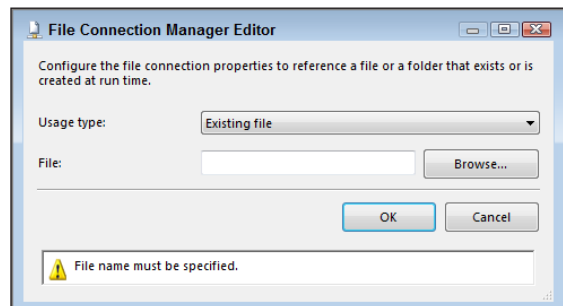 File Connection Manager Editor
Configure the file connection properties to reference a file or a folder that exists or is
created at run time.
Usage type:
Existing file
File:
Browse...
OK
Cancel
File name must be specified.